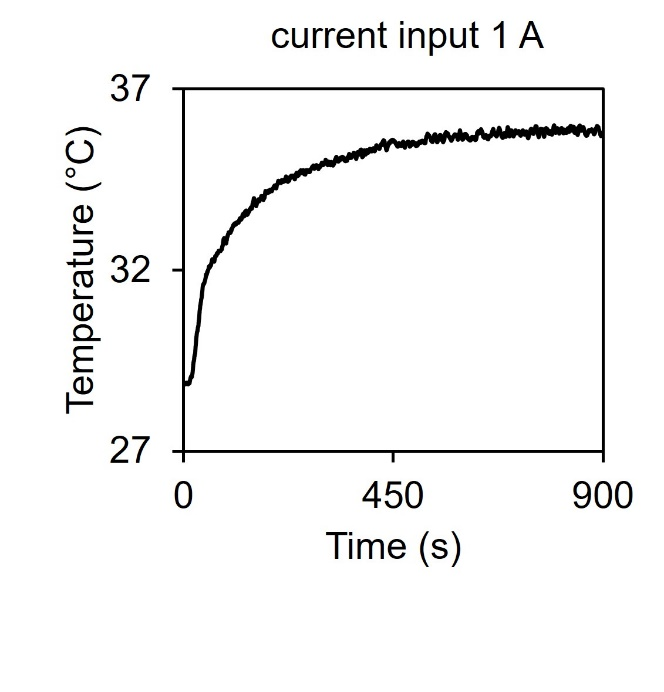 current input 1 A
37
32
27
Temperature (°C)
0 450 900
Time (s)